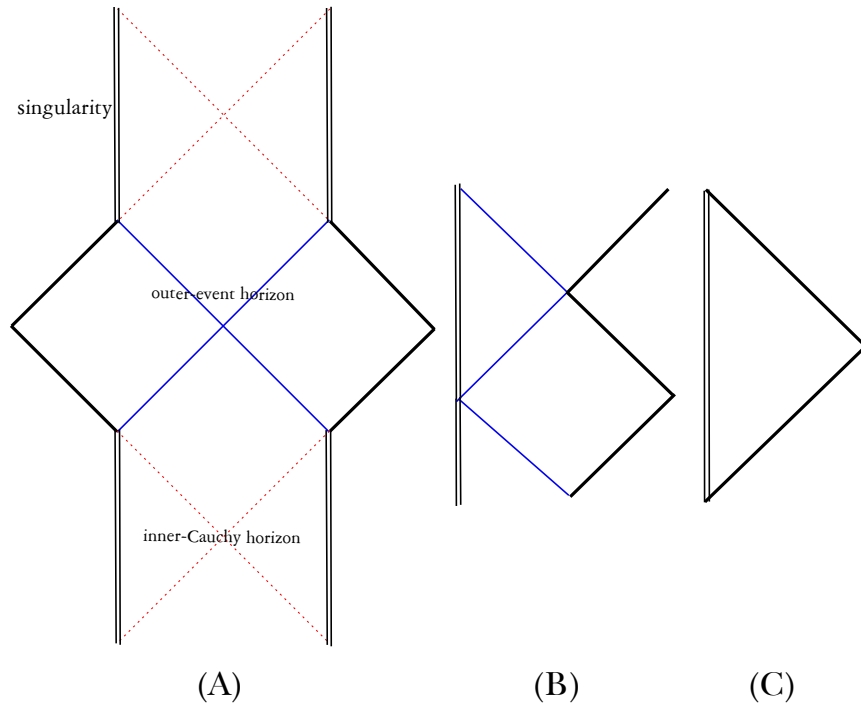 singularity
outer-event horizon
inner-Cauchy horizon
(A) (B) (C)